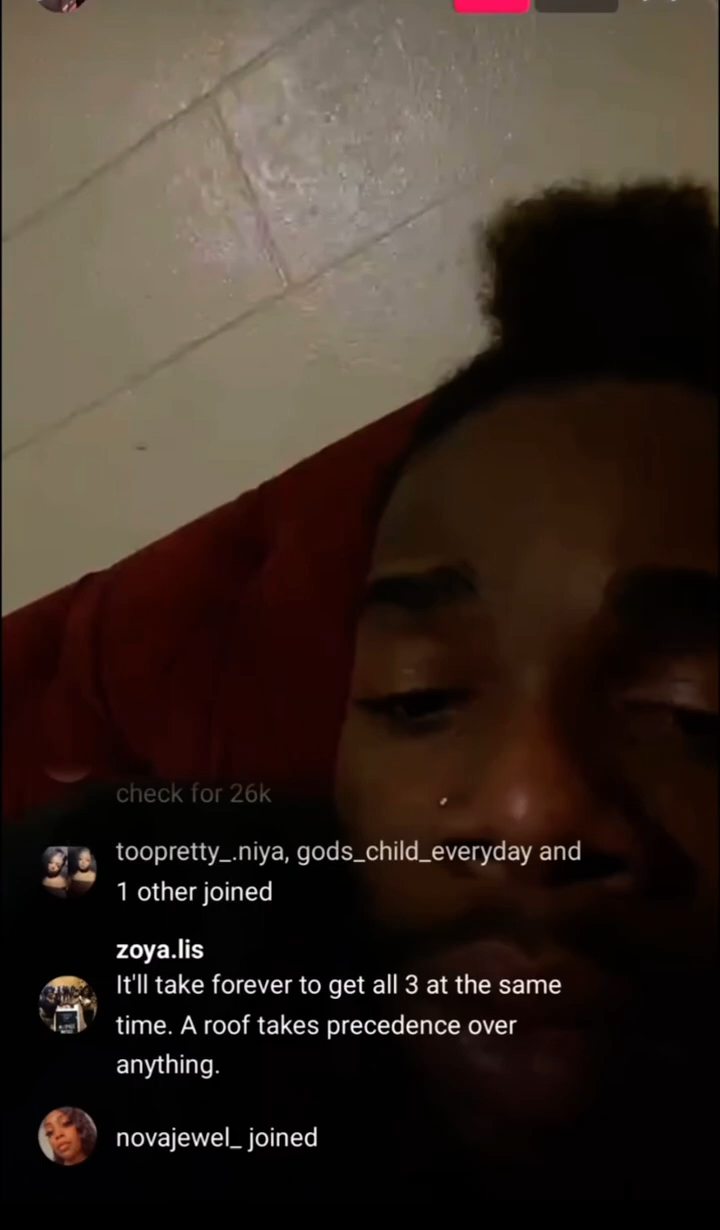 check for 26k
toopretty_.niya, gods_child_everyday and
1 other joined
zoya.lis
It'll take forever to get all 3 at the same
time. A roof takes precedence over
anything.
novajewel_ joined